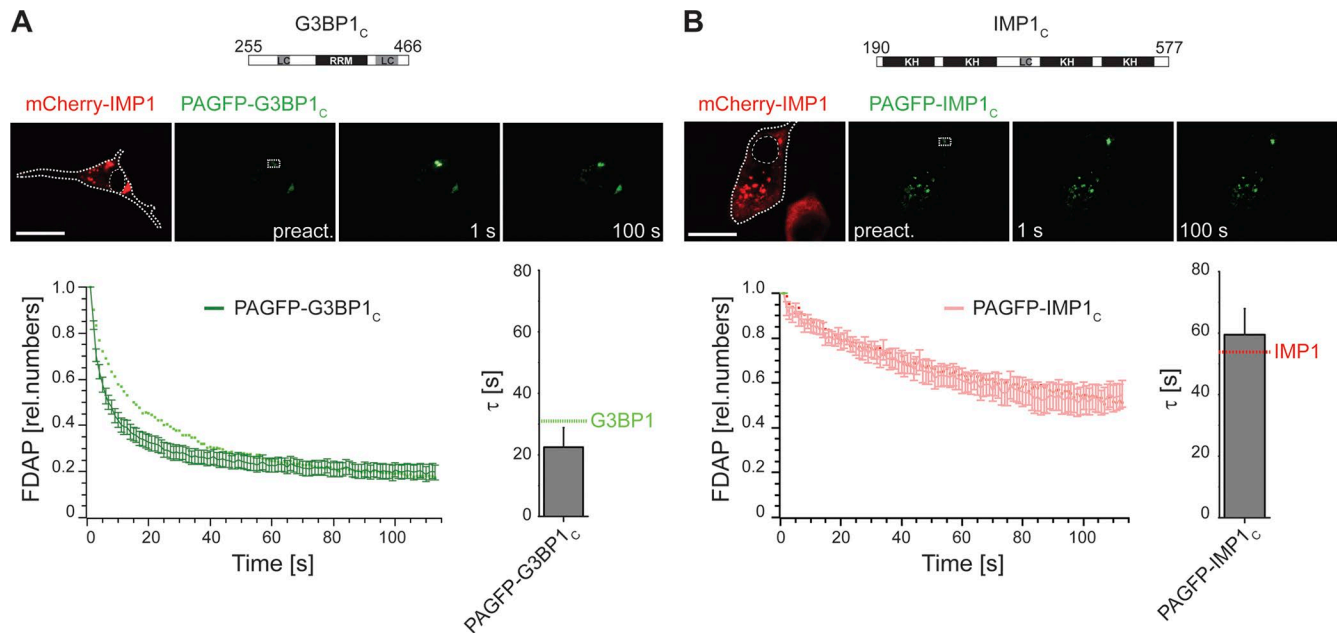 A
G3BP1C
255
466
LC
RRM
LC
mCherry-IMP1
PAGFP-G3BP1C
preact.
1 s
100 s
FDAP [rel.numbers]
1.0
0.8
0.6
0.4
0.2
0
PAGFP-G3BP1C
0
20
40
60
80
100
Time [s]
τ [s]
80
60
40
20
0
G3BP1
PAGFP-G3BP1C
B
IMP1C
190
577
KH
KH
LC
KH
KH
mCherry-IMP1
PAGFP-IMP1C
preact.
1 s
100 s
FDAP [rel.numbers]
1.0
0.8
0.6
0.4
0.2
0
PAGFP-IMP1C
0
20
40
60
80
100
Time [s]
τ [s]
80
60
40
20
0
IMP1
PAGFP-IMP1C